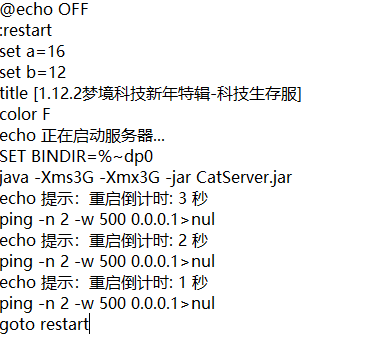 @echo OFF
:restart
set a=16
set b=12
title [1.12.2梦境科技新年特辑-科技生存服]
color F
echo 正在启动服务器...
SET BINDIR=%~dp0
java -Xms3G -Xmx3G -jar CatServer.jar
echo 提示：重启倒计时: 3 秒
ping -n 2 -w 500 0.0.0.1>nul
echo 提示：重启倒计时: 2 秒
ping -n 2 -w 500 0.0.0.1>nul
echo 提示：重启倒计时: 1 秒
ping -n 2 -w 500 0.0.0.1>nul
goto restart